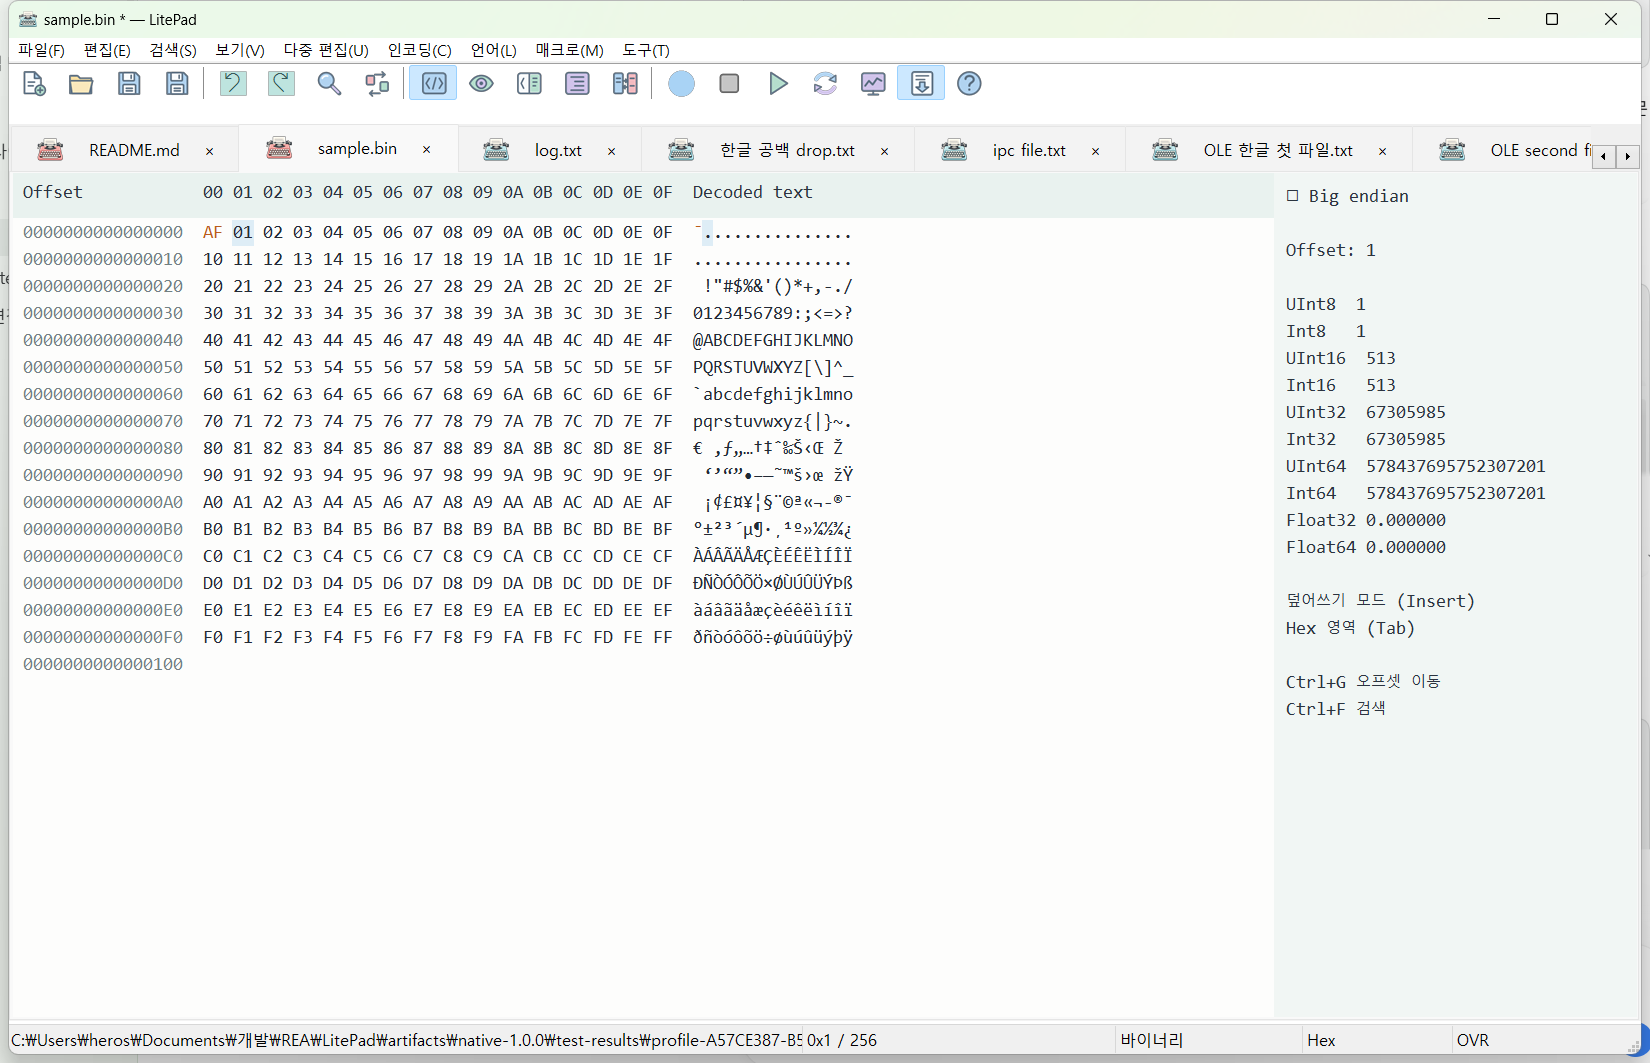 sample.bin * — LitePad
파일(F) 편집(E) 검색(S) 보기(V) 다중 편집(U) 인코딩(C) 언어(L) 매크로(M) 도구(T)
README.md × sample.bin × log.txt × 한글 공백 drop.txt × ipc file.txt × OLE 한글 첫 파일.txt × OLE second fi
Offset 00 01 02 03 04 05 06 07 08 09 0A 0B 0C 0D 0E 0F Decoded text
0000000000000000 AF 01 02 03 04 05 06 07 08 09 0A 0B 0C 0D 0E 0F ¯...............
0000000000000010 10 11 12 13 14 15 16 17 18 19 1A 1B 1C 1D 1E 1F ................
0000000000000020 20 21 22 23 24 25 26 27 28 29 2A 2B 2C 2D 2E 2F  !"#$%&'()*+,-./
0000000000000030 30 31 32 33 34 35 36 37 38 39 3A 3B 3C 3D 3E 3F 0123456789:;<=>?
0000000000000040 40 41 42 43 44 45 46 47 48 49 4A 4B 4C 4D 4E 4F @ABCDEFGHIJKLMNO
0000000000000050 50 51 52 53 54 55 56 57 58 59 5A 5B 5C 5D 5E 5F PQRSTUVWXYZ[\]^_
0000000000000060 60 61 62 63 64 65 66 67 68 69 6A 6B 6C 6D 6E 6F `abcdefghijklmno
0000000000000070 70 71 72 73 74 75 76 77 78 79 7A 7B 7C 7D 7E 7F pqrstuvwxyz{|}~.
0000000000000080 80 81 82 83 84 85 86 87 88 89 8A 8B 8C 8D 8E 8F € ‚ƒ„…†‡ˆ‰Š‹Œ Ž
0000000000000090 90 91 92 93 94 95 96 97 98 99 9A 9B 9C 9D 9E 9F  ‘’“”•–—˜™š›œ žŸ
00000000000000A0 A0 A1 A2 A3 A4 A5 A6 A7 A8 A9 AA AB AC AD AE AF  ¡¢£¤¥¦§¨©ª«¬-®¯
00000000000000B0 B0 B1 B2 B3 B4 B5 B6 B7 B8 B9 BA BB BC BD BE BF °±²³´µ¶·¸¹º»¼½¾¿
00000000000000C0 C0 C1 C2 C3 C4 C5 C6 C7 C8 C9 CA CB CC CD CE CF ÀÁÂÃÄÅÆÇÈÉÊËÌÍÎÏ
00000000000000D0 D0 D1 D2 D3 D4 D5 D6 D7 D8 D9 DA DB DC DD DE DF ÐÑÒÓÔÕÖ×ØÙÚÛÜÝÞß
00000000000000E0 E0 E1 E2 E3 E4 E5 E6 E7 E8 E9 EA EB EC ED EE EF àáâãäåæçèéêëìíîï
00000000000000F0 F0 F1 F2 F3 F4 F5 F6 F7 F8 F9 FA FB FC FD FE FF ðñòóôõö÷øùúûüýþÿ
0000000000000100
☐ Big endian
Offset: 1
UInt8 1
Int8 1
UInt16 513
Int16 513
UInt32 67305985
Int32 67305985
UInt64 578437695752307201
Int64 578437695752307201
Float32 0.000000
Float64 0.000000
덮어쓰기 모드 (Insert)
Hex 영역 (Tab)
Ctrl+G 오프셋 이동
Ctrl+F 검색
C:₩Users₩heros₩Documents₩개발₩REA₩LitePad₩artifacts₩native-1.0.0₩test-results₩profile-A57CE387-B5 0x1 / 256 바이너리 Hex OVR